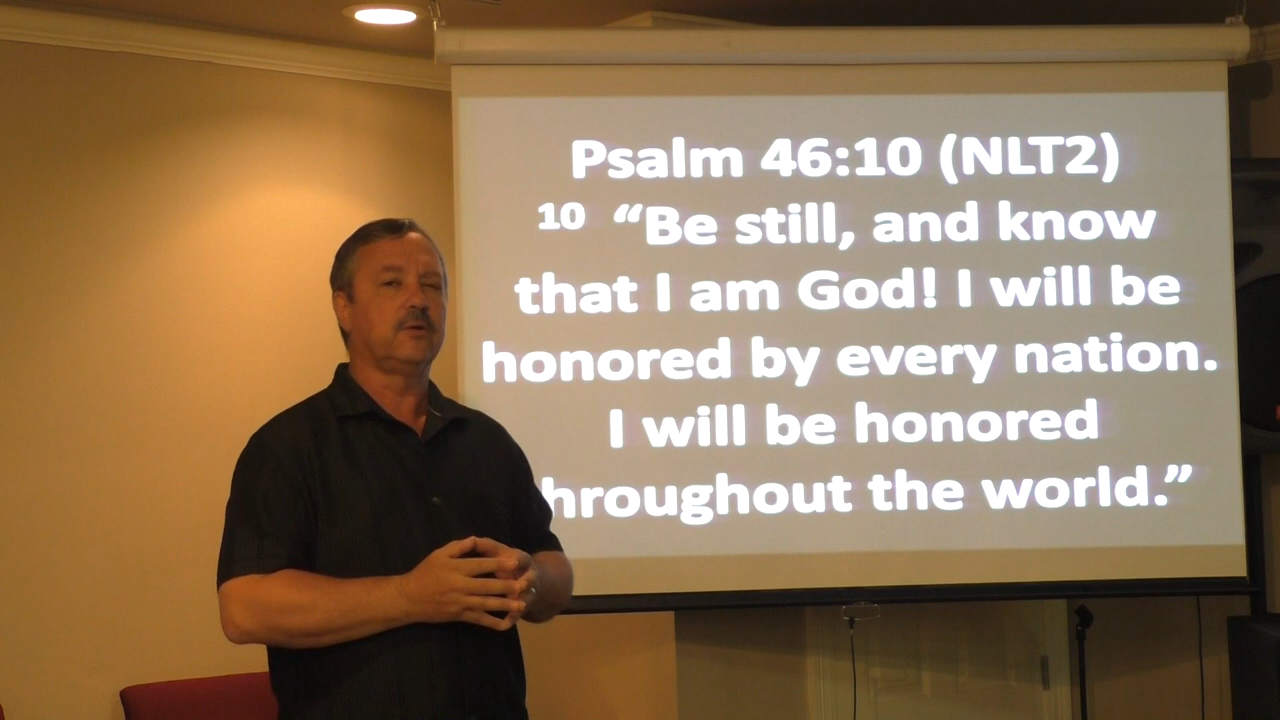 Psalm 46:10 (NLT2)
10 “Be still, and know
that I am God! I will be
honored by every nation.
I will be honored
throughout the world.”